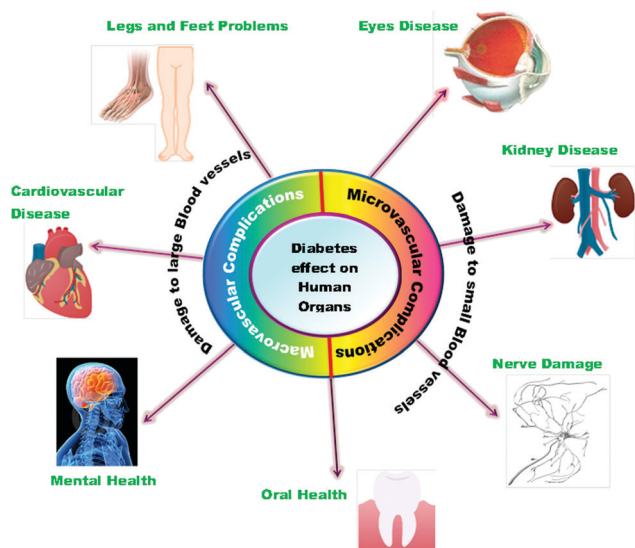 Legs and Feet Problems
Eyes Disease
Kidney Disease
Cardiovascular
Disease
Damage to large Blood vessels
Macrovascular Complications
Microvascular Complications
Damage to small Blood vessels
Diabetes
effect on
Human
Organs
Nerve Damage
Mental Health
Oral Health